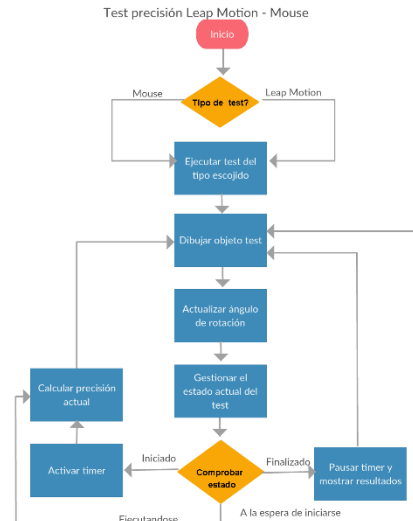 Test precisión Leap Motion - Mouse
Inicio
Mouse
Tipo de test?
Leap Motion
Ejecutar test del
tipo escojido
Dibujar objeto test
Actualizar ángulo
de rotación
Gestionar el
estado actual del
test
Calcular precisión
actual
Activar timer
Iniciado
Comprobar
estado
Finalizado
Pausar timer y
mostrar resultados
Ejecutandose
A la espera de iniciarse